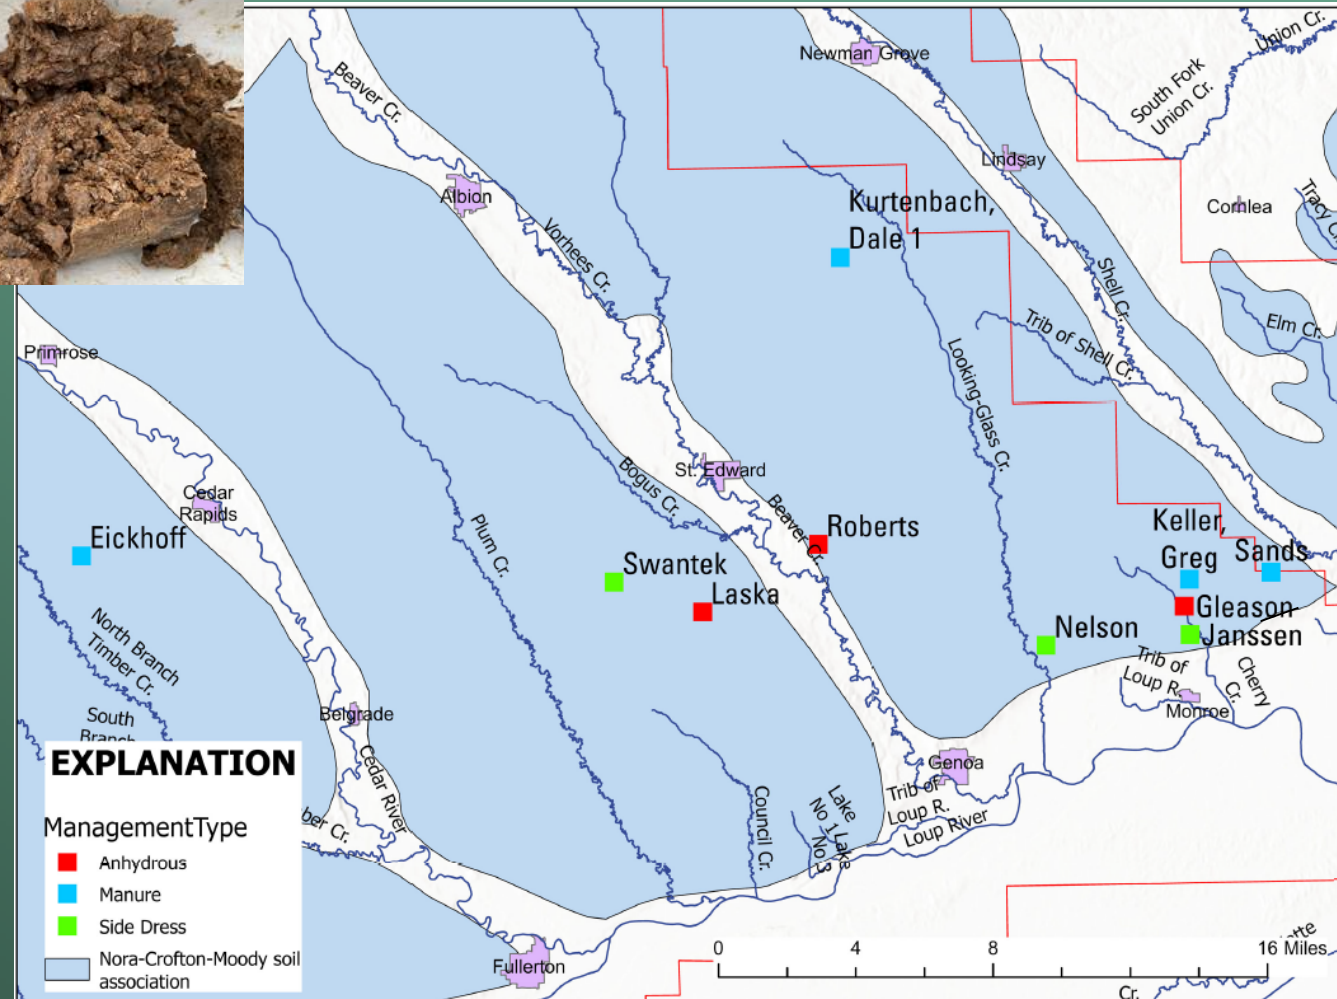 Newman Grove
Union Cr.
South Fork
Union Cr.
Beaver Cr.
Lindsay
Albion
Kurtenbach,
Dale 1
Cornlea
Tracy C
Vorhees Cr.
Shell Cr.
Elm Cr.
Trib of Shell Cr.
Primrose
Looking-Glass Cr.
St. Edward
Bogus Cr.
Cedar
Rapids
Plum Cr.
Beaver Cr.
Roberts
Keller,
Greg
Sands
Eickhoff
Swantek
Laska
Gleason
Nelson
Janssen
North Branch
Timber Cr.
Trib of
Loup R.
Cherry
Cr.
Monroe
South
Branch
Belgrade
Cedar River
Genoa
Trib of
Loup R.
Loup River
Council Cr.
Lake
No 1
Lake
No 3
EXPLANATION
ManagementType
Anhydrous
Manure
Side Dress
Nora-Crofton-Moody soil
association
ber Cr.
Fullerton
0 4 8 16 Miles
atte
Cr.